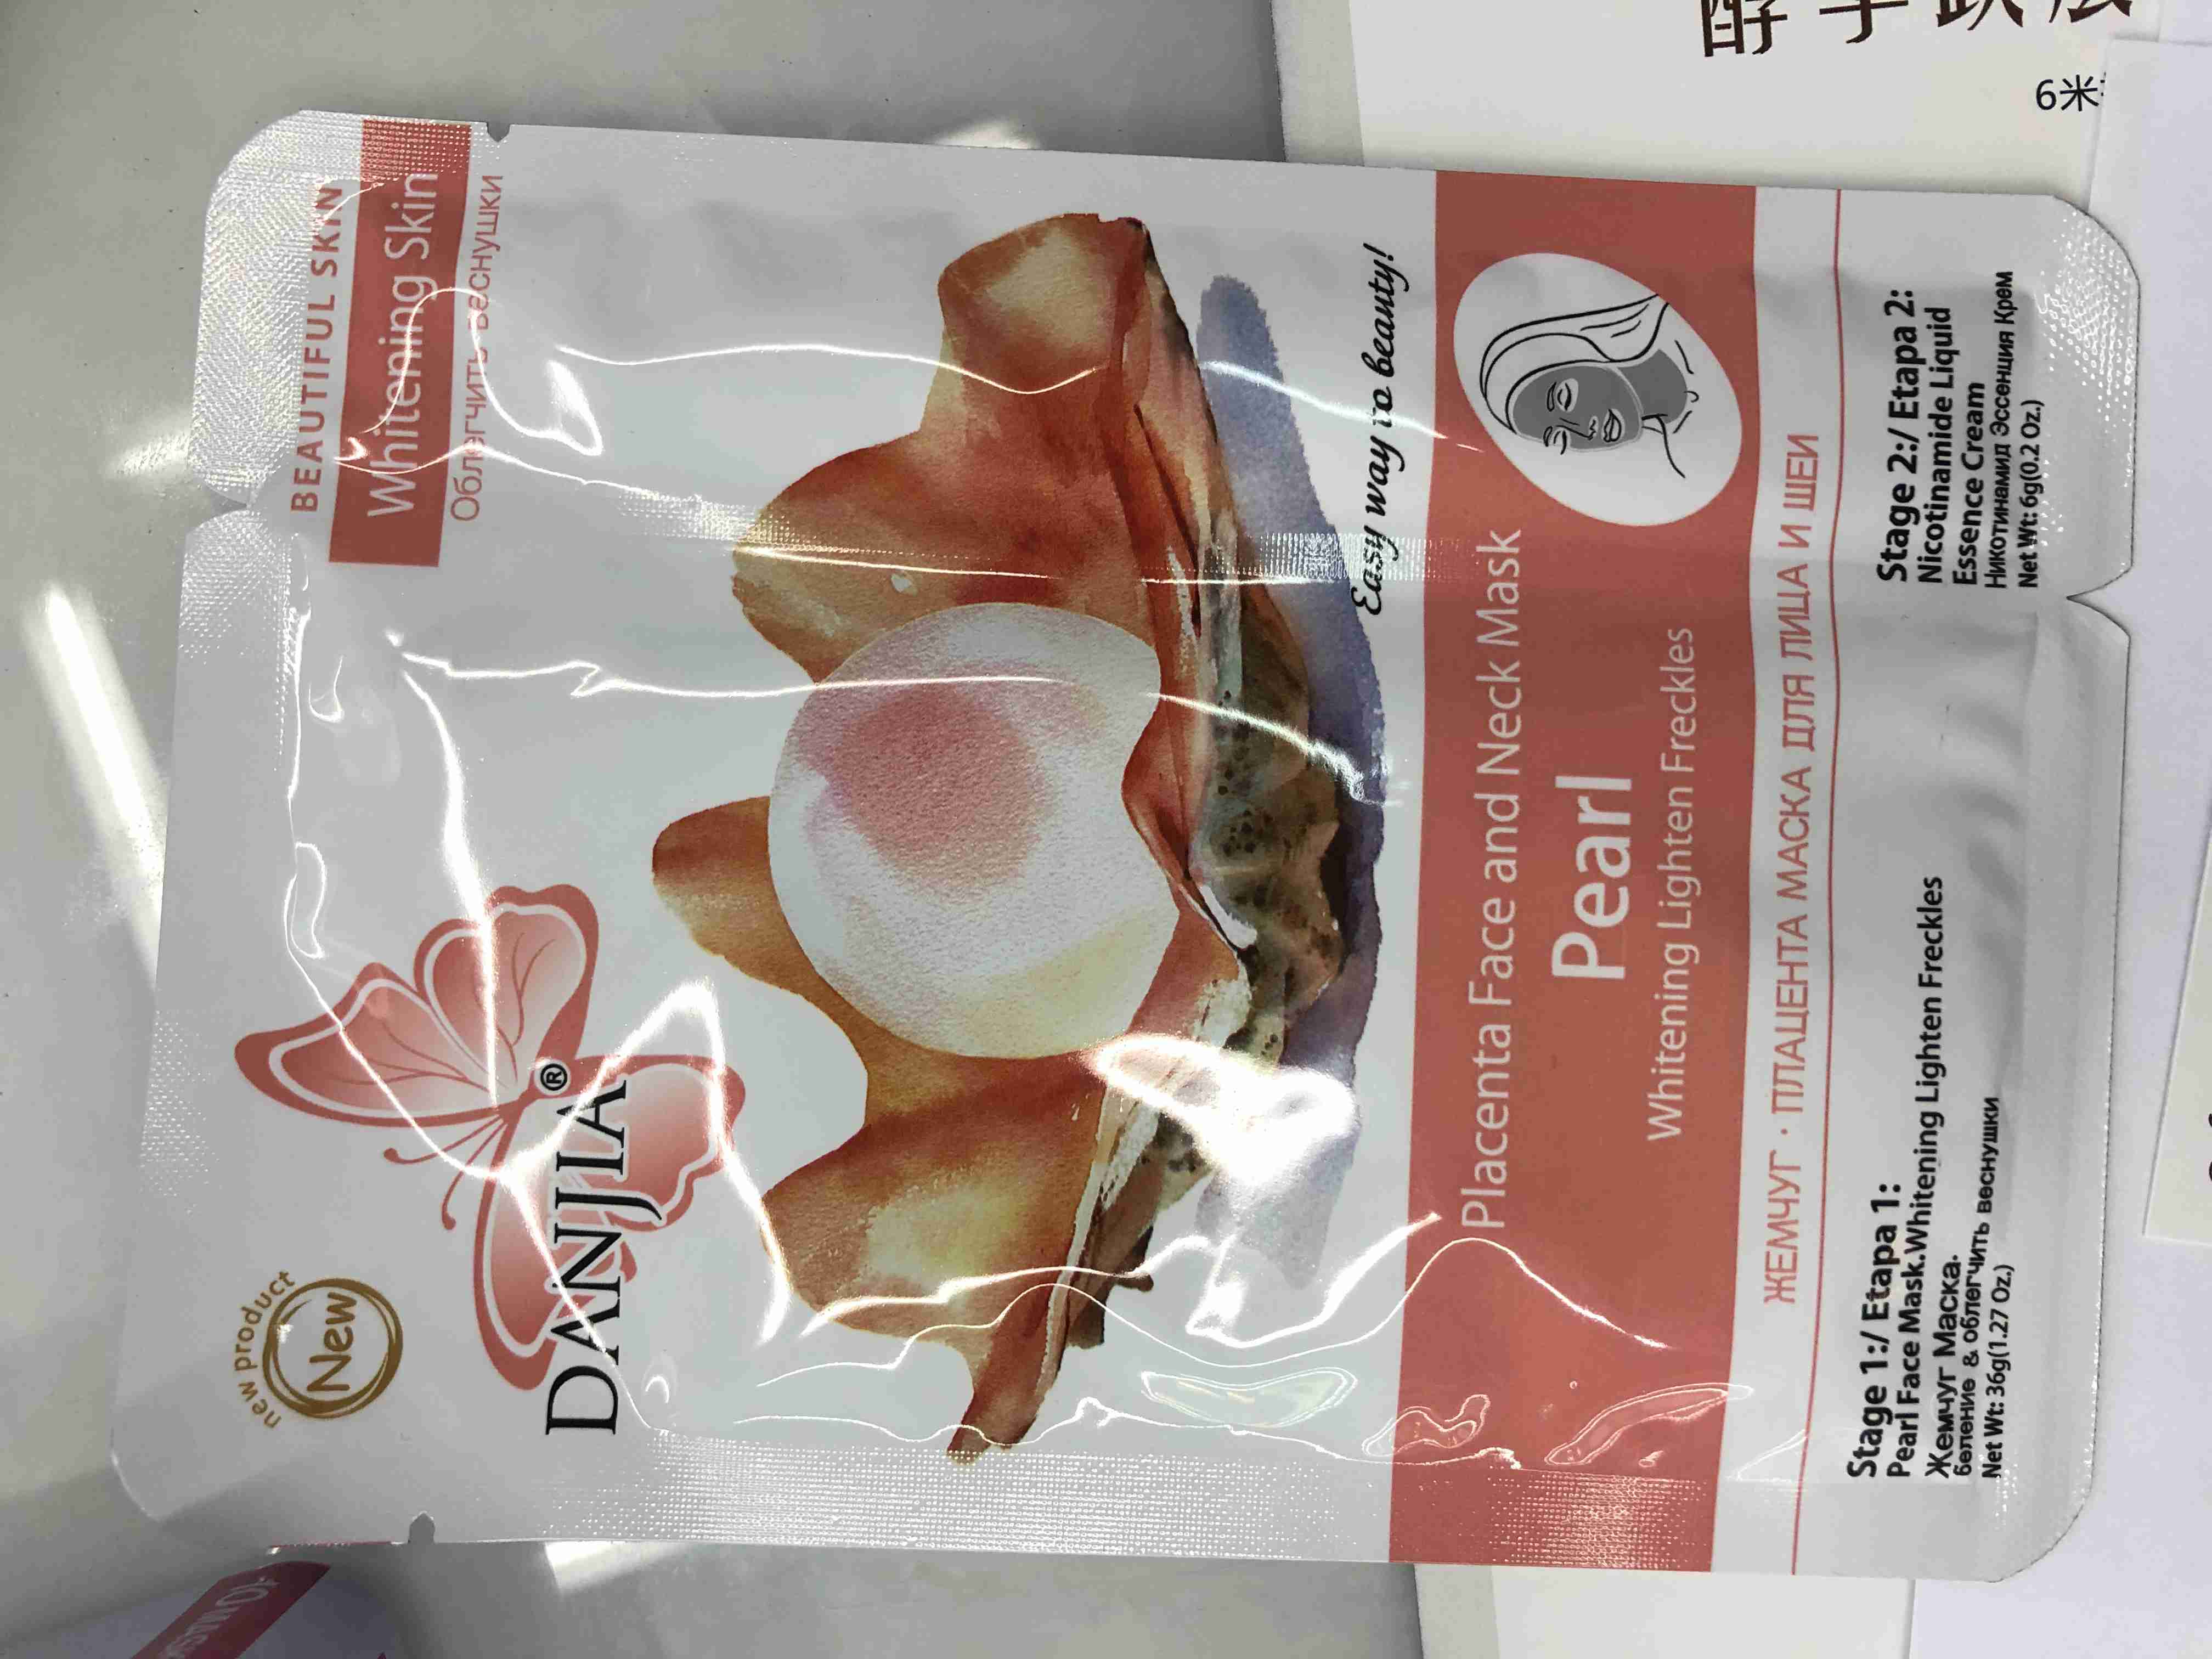 new product
New
BEAUTIFUL SKIN
Whitening Skin
Облегчить веснушки
DANJIA®
Easy way to beauty!
Placenta Face and Neck Mask
Pearl
Whitening Lighten Freckles
ЖЕМЧУГ · ПЛАЦЕНТА МАСКА ДЛЯ ЛИЦА И ШЕИ
Stage 1:/ Etapa 1:
Pearl Face Mask.Whitening Lighten Freckles
Жемчуг Маска.
беление & облегчить веснушки
Net Wt: 36g(1.27 Oz.)
Stage 2:/ Etapa 2:
Nicotinamide Liquid
Essence Cream
Никотинамид Эссенция Крем
Net Wt: 6g(0.2 Oz.)
6米